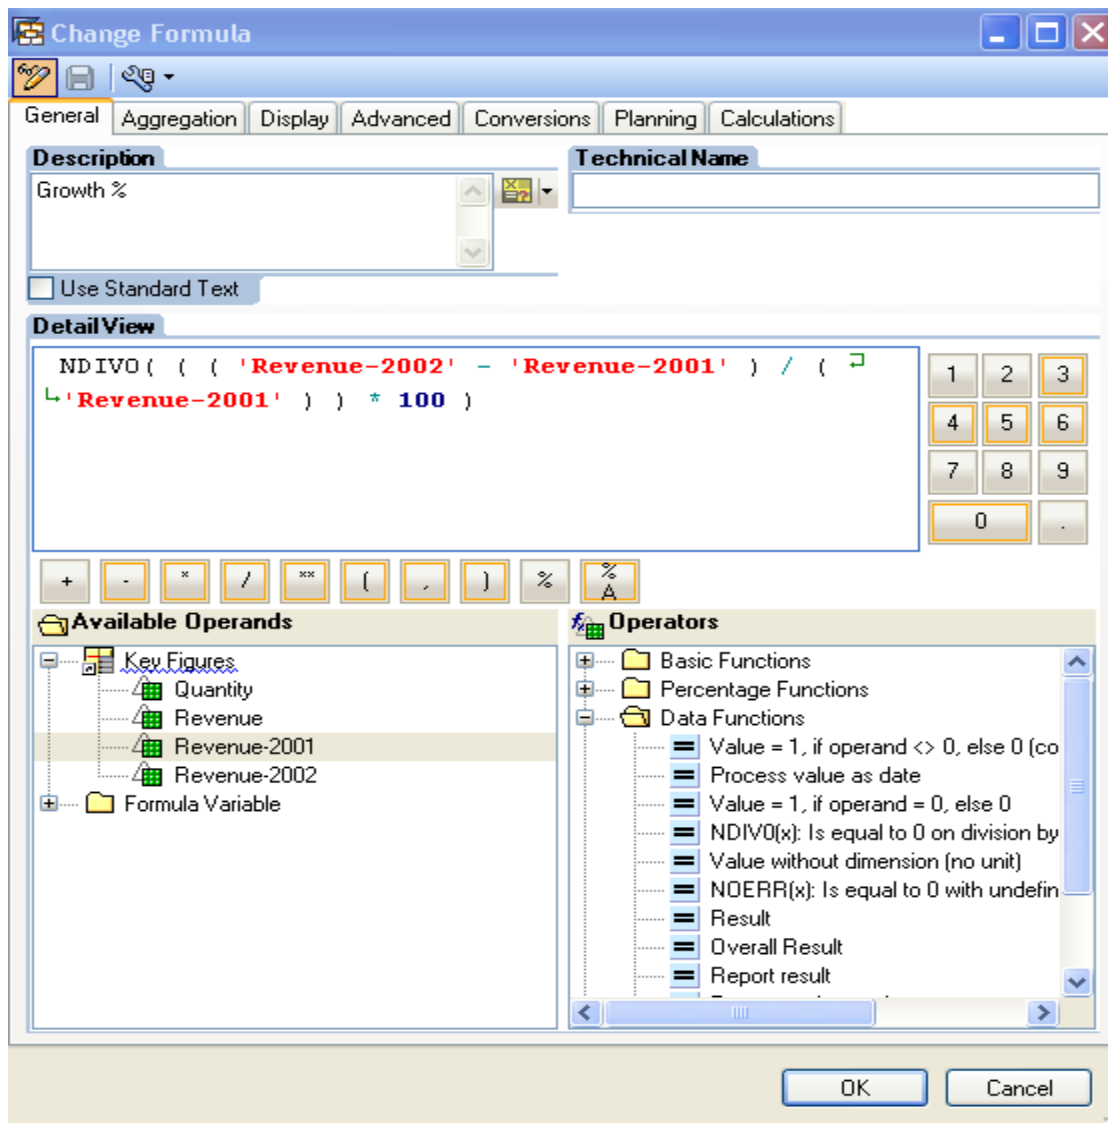 Change Formula
General Aggregation Display Advanced Conversions Planning Calculations
Description
Technical Name
Growth %
Use Standard Text
Detail View
NDIV0( ( ( 'Revenue-2002' - 'Revenue-2001' ) / (
'Revenue-2001' ) ) * 100 )
1 2 3
4 5 6
7 8 9
0 .
+ - * / ** ( , ) % %A
Available Operands
Key Figures
Quantity
Revenue
Revenue-2001
Revenue-2002
Formula Variable
Operators
Basic Functions
Percentage Functions
Data Functions
Value = 1, if operand <> 0, else 0 (co
Process value as date
Value = 1, if operand = 0, else 0
NDIV0(x): Is equal to 0 on division by
Value without dimension (no unit)
NOERR(x): Is equal to 0 with undefin
Result
Overall Result
Report result
OK Cancel